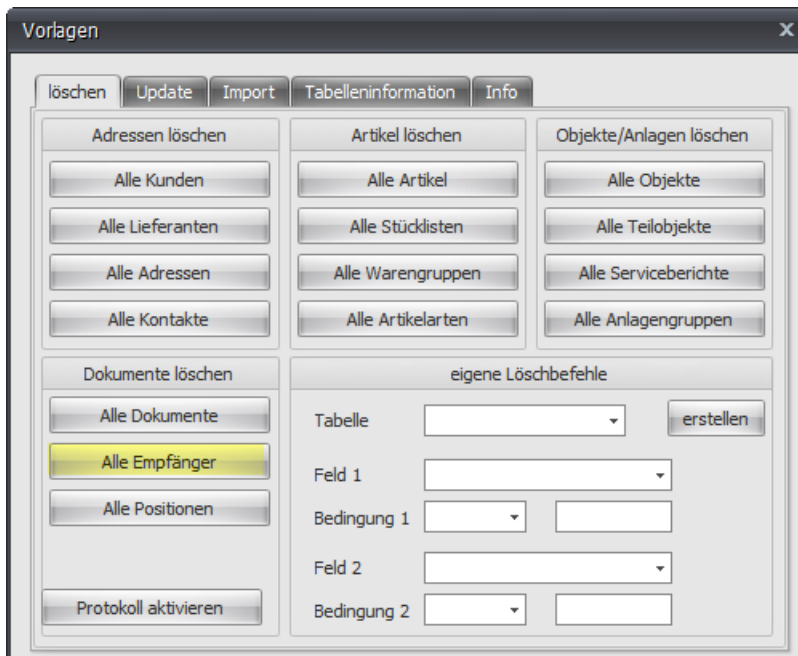 Vorlagen x
löschen Update Import Tabelleninformation Info
Adressen löschen
Alle Kunden
Alle Lieferanten
Alle Adressen
Alle Kontakte
Artikel löschen
Alle Artikel
Alle Stücklisten
Alle Warengruppen
Alle Artikelarten
Objekte/Anlagen löschen
Alle Objekte
Alle Teilobjekte
Alle Serviceberichte
Alle Anlagengruppen
Dokumente löschen
Alle Dokumente
Alle Empfänger
Alle Positionen
Protokoll aktivieren
eigene Löschbefehle
Tabelle erstellen
Feld 1
Bedingung 1
Feld 2
Bedingung 2